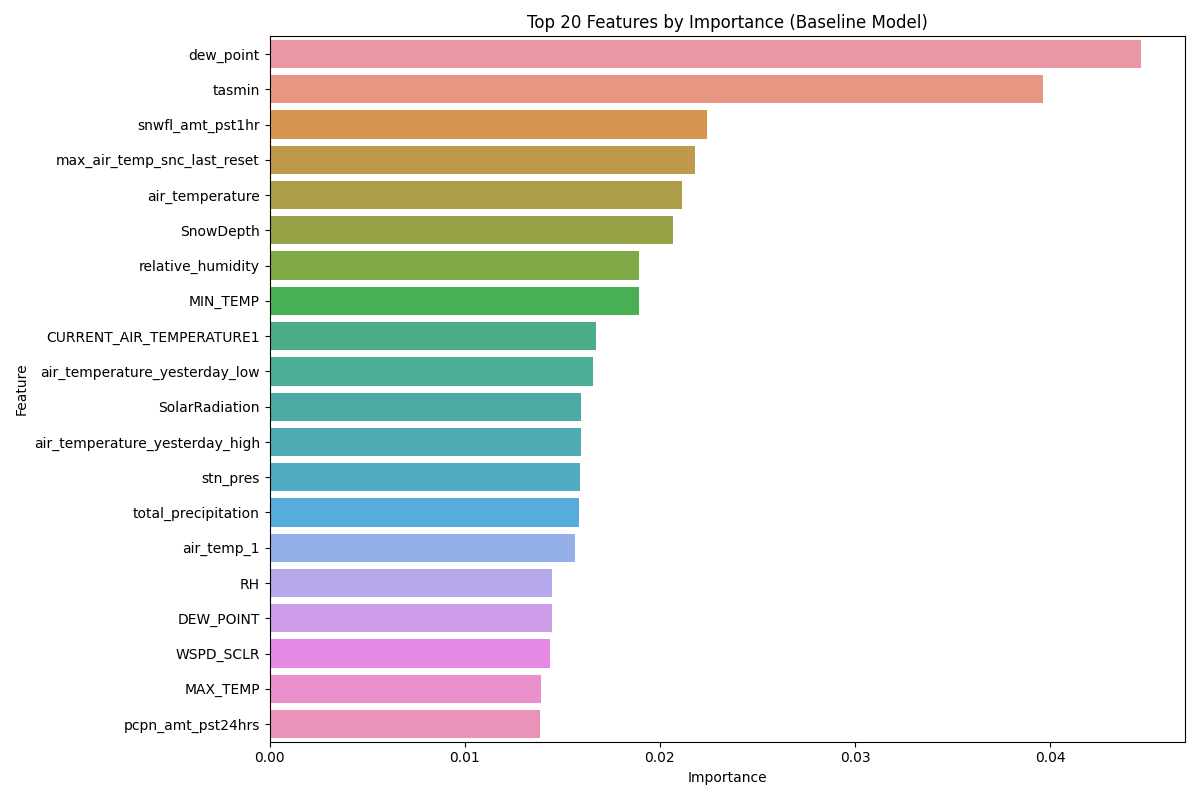 Top 20 Features by Importance (Baseline Model)
dew_point
tasmin
snwfl_amt_pst1hr
max_air_temp_snc_last_reset
air_temperature
SnowDepth
relative_humidity
MIN_TEMP
CURRENT_AIR_TEMPERATURE1
air_temperature_yesterday_low
SolarRadiation
air_temperature_yesterday_high
stn_pres
total_precipitation
air_temp_1
RH
DEW_POINT
WSPD_SCLR
MAX_TEMP
pcpn_amt_pst24hrs
Feature
0.00 0.01 0.02 0.03 0.04
Importance